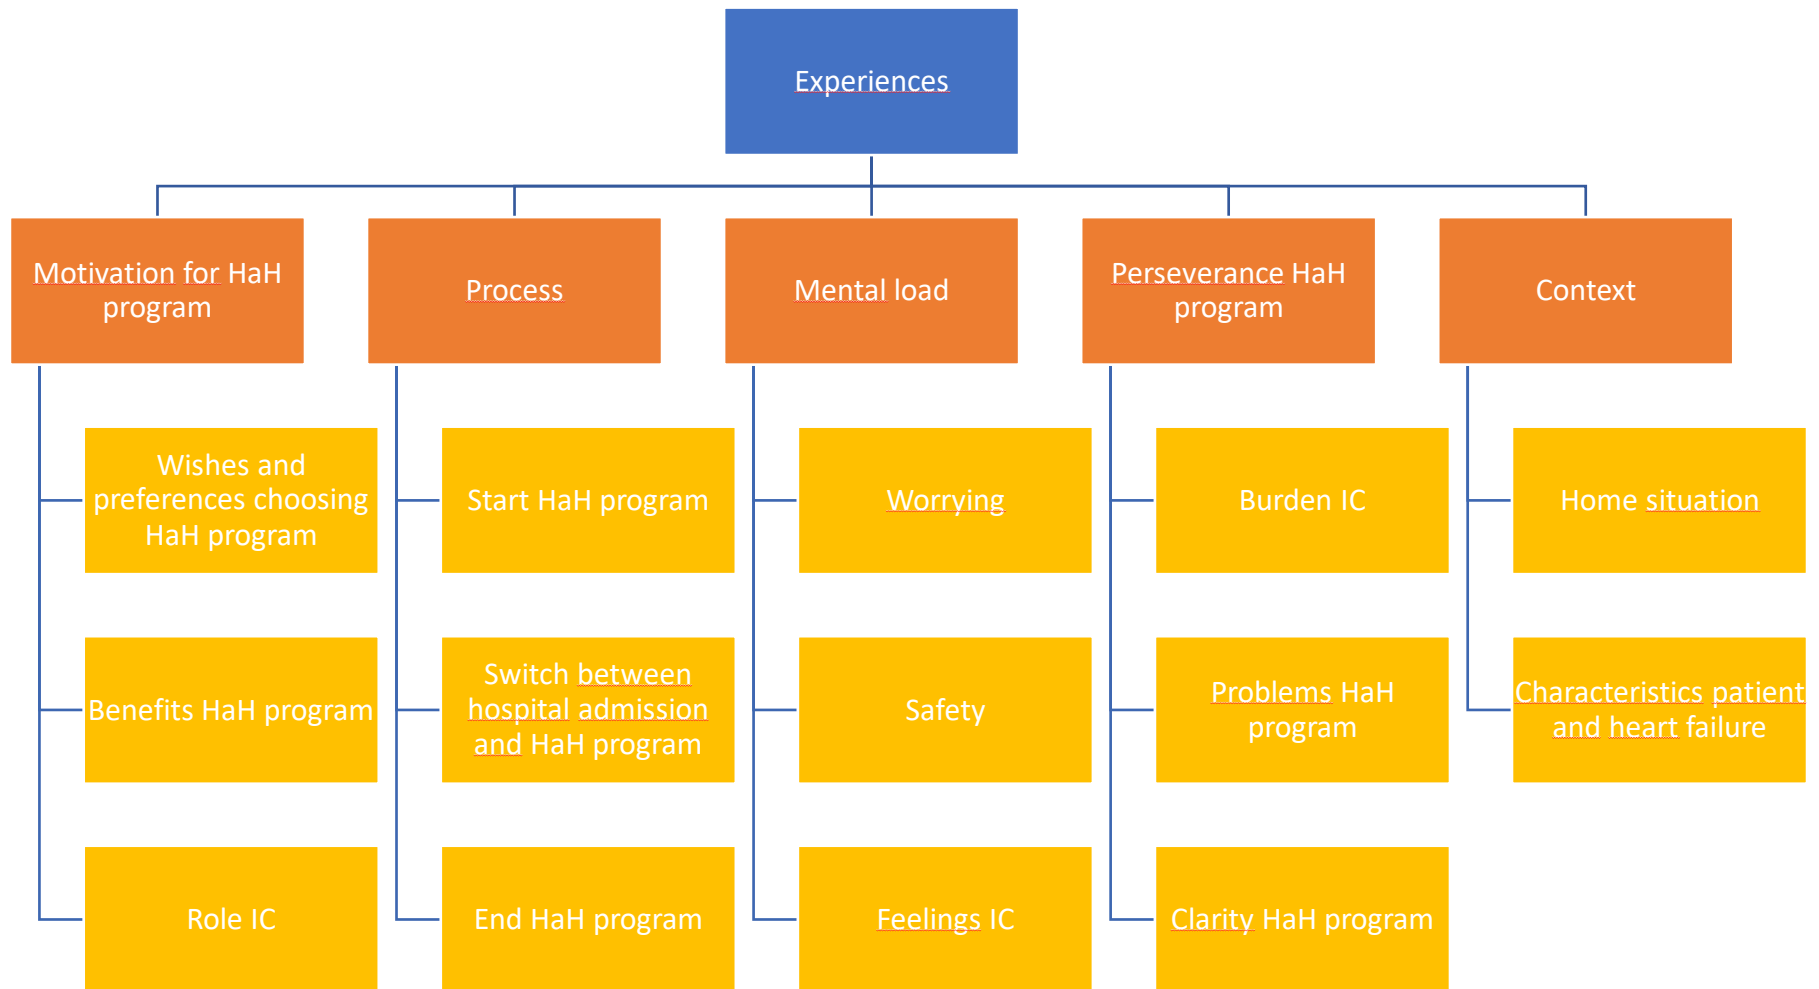 Experiences
Motivation for HaH
program
Process
Mental load
Perseverance HaH
program
Context
Wishes and
preferences choosing
HaH program
Start HaH program
Worrying
Burden IC
Home situation
Benefits HaH program
Switch between
hospital admission
and HaH program
Safety
Problems HaH
program
Characteristics patient
and heart failure
Role IC
End HaH program
Feelings IC
Clarity HaH program